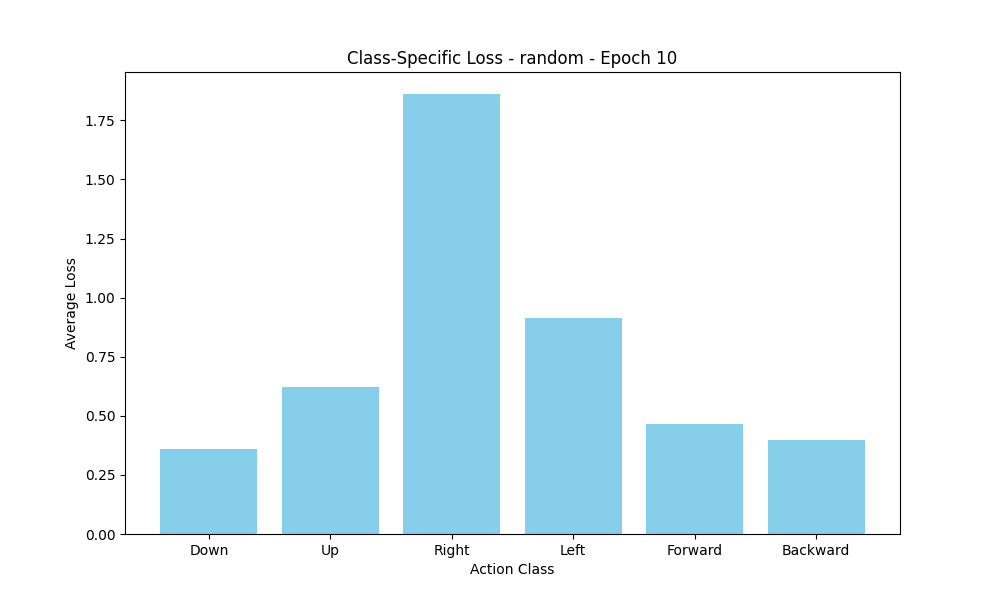 Class-Specific Loss - random - Epoch 10
Average Loss
1.75
1.50
1.25
1.00
0.75
0.50
0.25
0.00
Down Up Right Left Forward Backward
Action Class